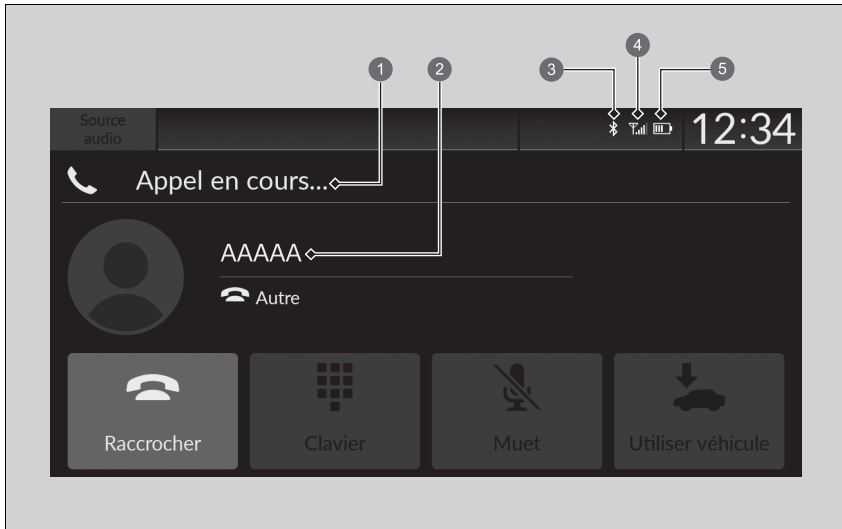 1 2 3 4 5
Source
audio
12:34
Appel en cours...
AAAAA
Autre
Raccrocher Clavier Muet Utiliser véhicule